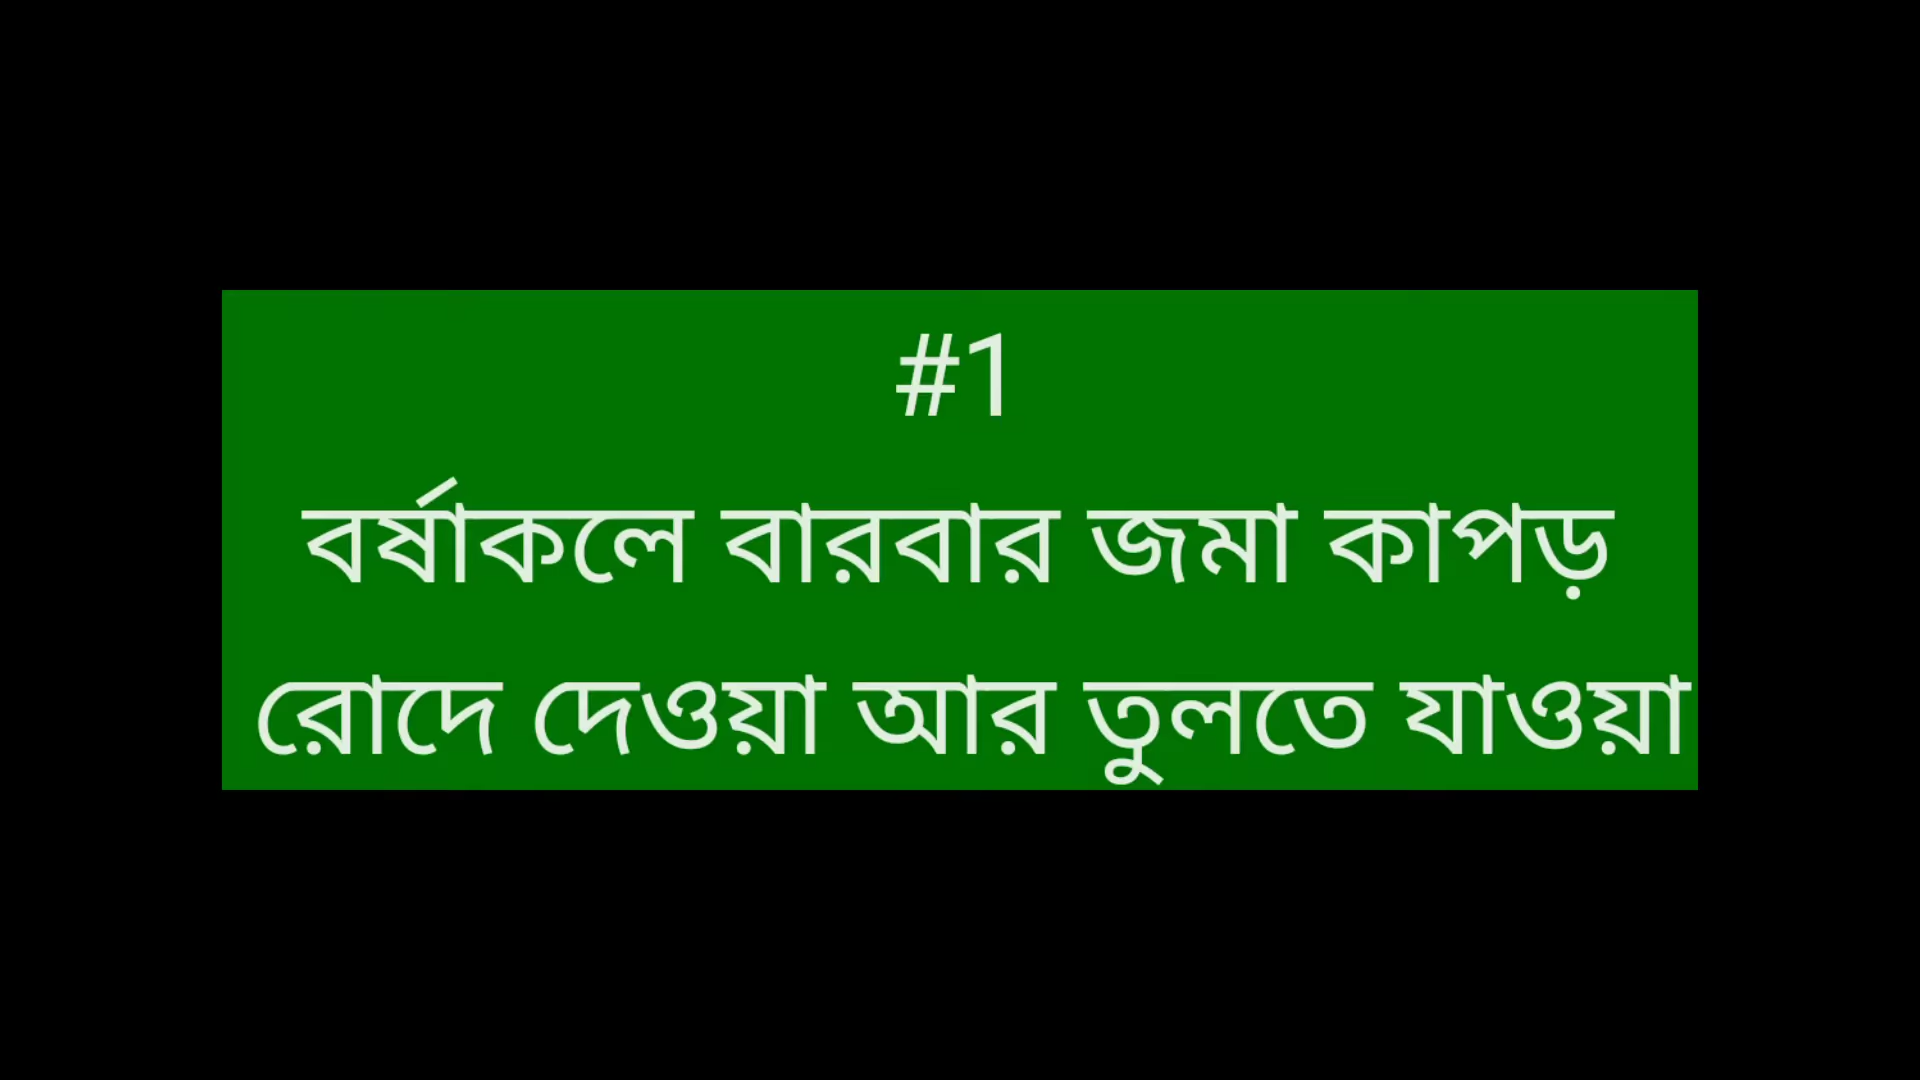 #1
বর্ষাকলে বারবার জমা কাপড়
রোদে দেওয়া আর তুলতে যাওয়া